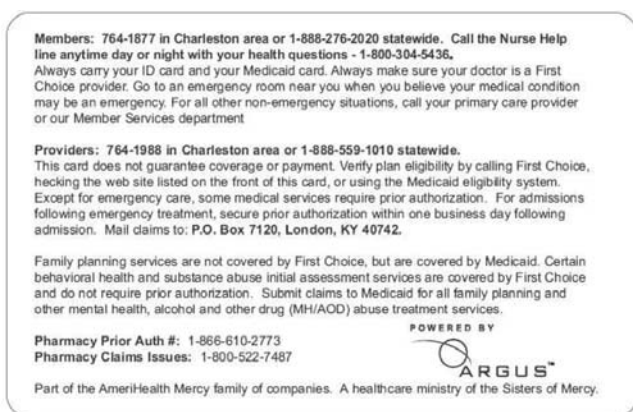 Members: 764-1877 in Charleston area or 1-888-276-2020 statewide. Call the Nurse Help
line anytime day or night with your health questions - 1-800-304-5436.
Always carry your ID card and your Medicaid card. Always make sure your doctor is a First
Choice provider. Go to an emergency room near you when you believe your medical condition
may be an emergency. For all other non-emergency situations, call your primary care provider
or our Member Services department
Providers: 764-1988 in Charleston area or 1-888-559-1010 statewide.
This card does not guarantee coverage or payment. Verify plan eligibility by calling First Choice,
hecking the web site listed on the front of this card, or using the Medicaid eligibility system.
Except for emergency care, some medical services require prior authorization. For admissions
following emergency treatment, secure prior authorization within one business day following
admission. Mail claims to: P.O. Box 7120, London, KY 40742.
Family planning services are not covered by First Choice, but are covered by Medicaid. Certain
behavioral health and substance abuse initial assessment services are covered by First Choice
and do not require prior authorization. Submit claims to Medicaid for all family planning and
other mental health, alcohol and other drug (MH/AOD) abuse treatment services.
Pharmacy Prior Auth #: 1-866-610-2773
Pharmacy Claims Issues: 1-800-522-7487
POWERED BY
ARGUS™
Part of the AmeriHealth Mercy family of companies. A healthcare ministry of the Sisters of Mercy.